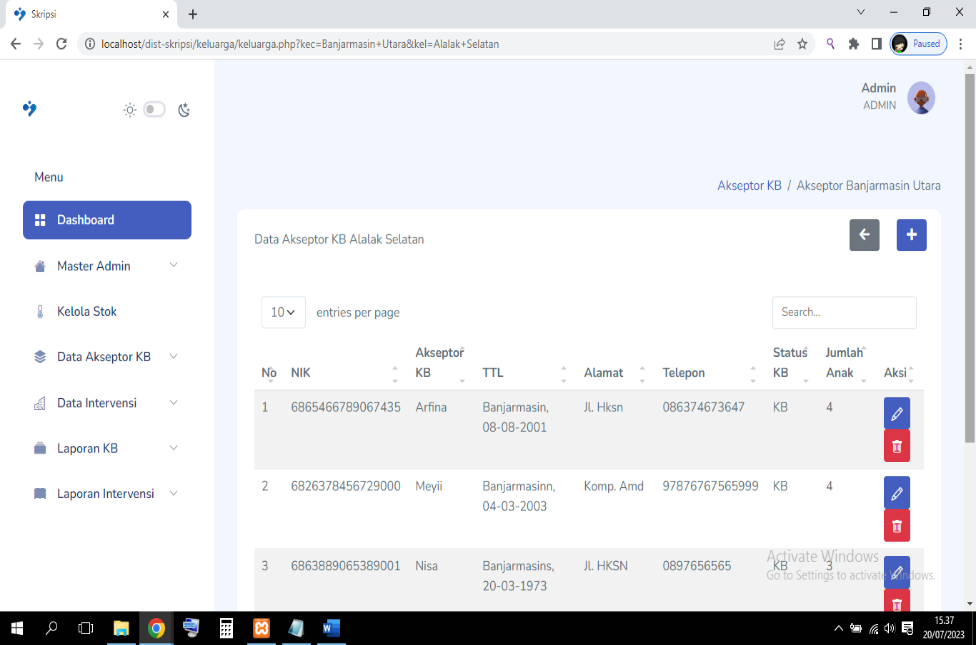 Skripsi
localhost/dist-skripsi/keluarga/keluarga.php?kec=Banjarmasin+Utara&kel=Alalak+Selatan
Paused
Admin
ADMIN
Menu
Akseptor KB / Akseptor Banjarmasin Utara
Dashboard
Master Admin
Kelola Stok
Data Akseptor KB
Data Intervensi
Laporan KB
Laporan Intervensi
Data Akseptor KB Alalak Selatan
10 entries per page
Search...
No NIK Akseptor KB TTL Alamat Telepon Status KB Jumlah Anak Aksi
1 6865466789067435 Arfina Banjarmasin, Jl. Hksn 086374673647 KB 4
08-08-2001
2 6826378456729000 Meyii Banjarmasinn, Komp. Amd 97876767565999 KB 4
04-03-2003
3 6863889065389001 Nisa Banjarmasins, Jl. HKSN 0897656565 KB 3
20-03-1973
Activate Windows
Go to Settings to activate Windows.
15.37
20/07/2023